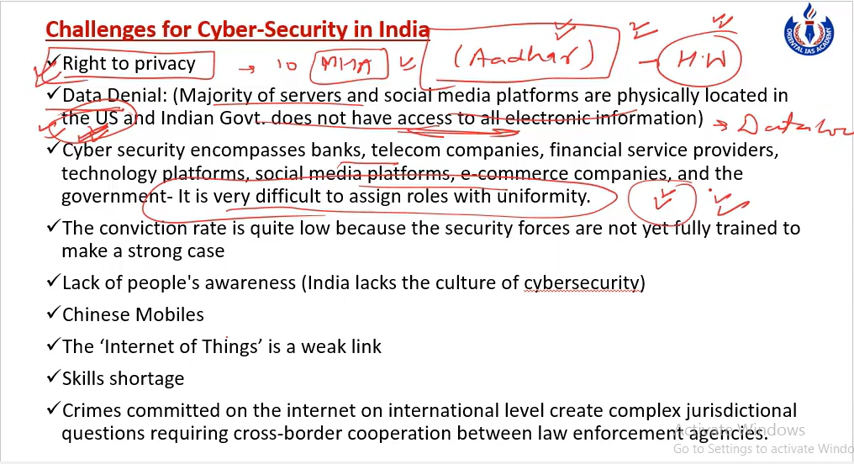 Challenges for Cyber-Security in India
✓Right to privacy → 10 MHA (Aadhar) → H.W
✓Data Denial: (Majority of servers and social media platforms are physically located in
the US and Indian Govt. does not have access to all electronic information) →
✓Cyber security encompasses banks, telecom companies, financial service providers,
technology platforms, social media platforms, e-commerce companies, and the
government- It is very difficult to assign roles with uniformity.
✓The conviction rate is quite low because the security forces are not yet fully trained to
make a strong case
✓Lack of people's awareness (India lacks the culture of cybersecurity)
✓Chinese Mobiles
✓The ‘Internet of Things’ is a weak link
✓Skills shortage
✓Crimes committed on the internet on international level create complex jurisdictional
questions requiring cross-border cooperation between law enforcement agencies.
ORIENTAL IAS ACADEMY
Activate Windows
Go to Settings to activate Windo